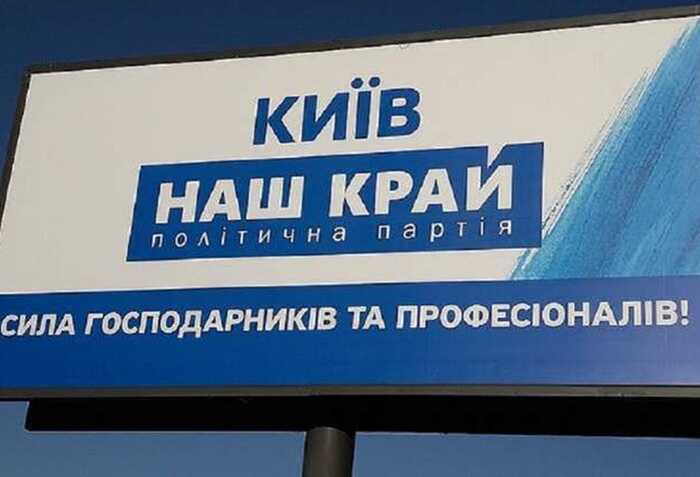 КИЇВ
НАШ КРАЙ
політична партія
СИЛА ГОСПОДАРНИКІВ ТА ПРОФЕСІОНАЛІВ!